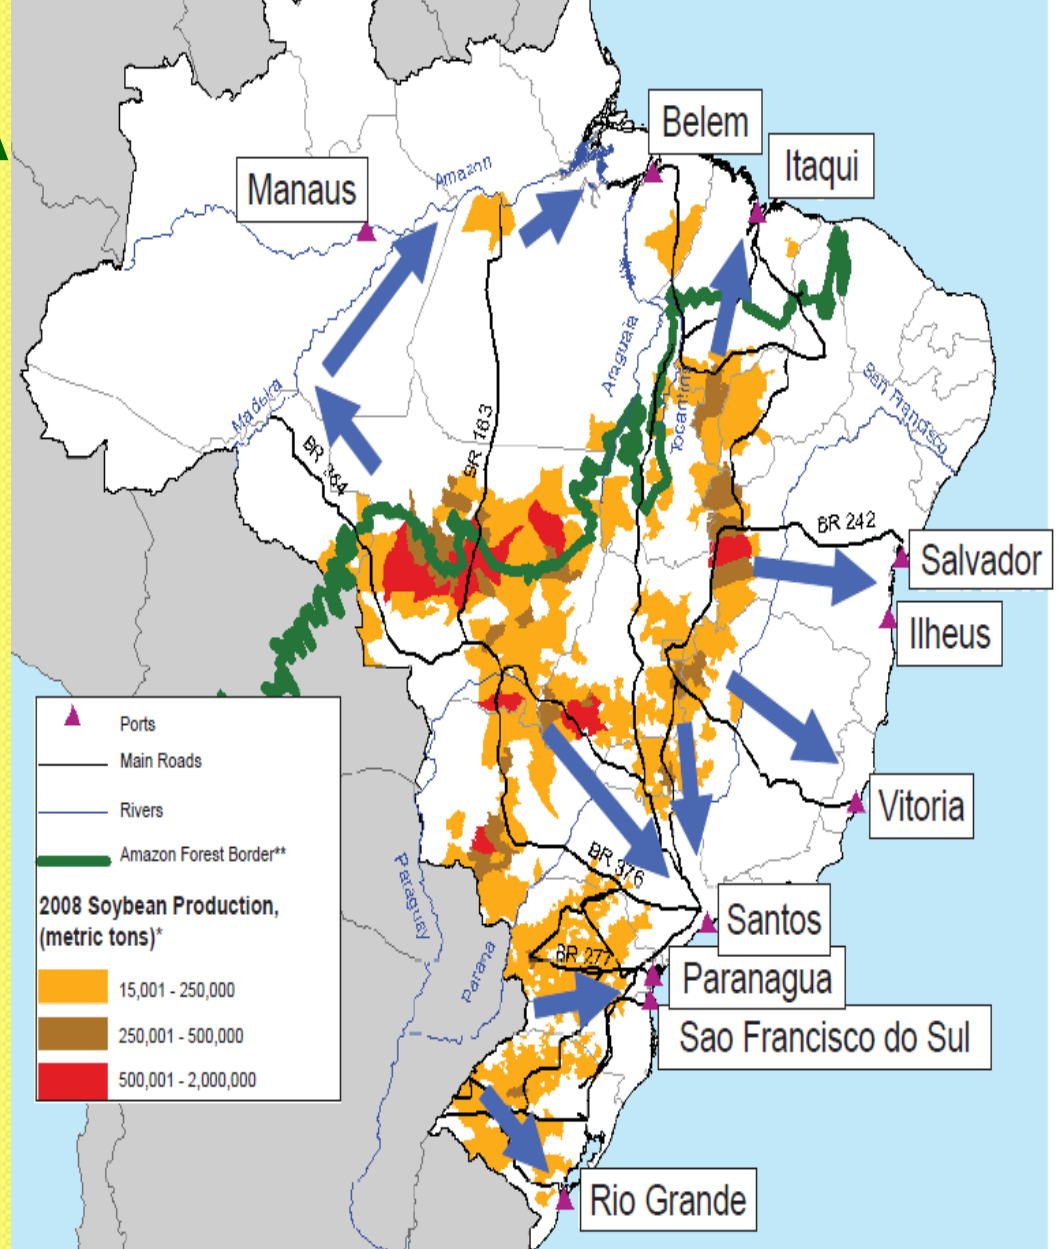 Belem
Itaqui
Manaus
Amazon
Araguaia
Madeira
Tocantins
San Francisco
BR 163
BR 364
BR 242
Salvador
Ilheus
Vitoria
BR 376
Santos
BR 277
Paranagua
Sao Francisco do Sul
Paraguay
Parana
Rio Grande
Ports
Main Roads
Rivers
Amazon Forest Border**
2008 Soybean Production,
(metric tons)*
15,001 - 250,000
250,001 - 500,000
500,001 - 2,000,000